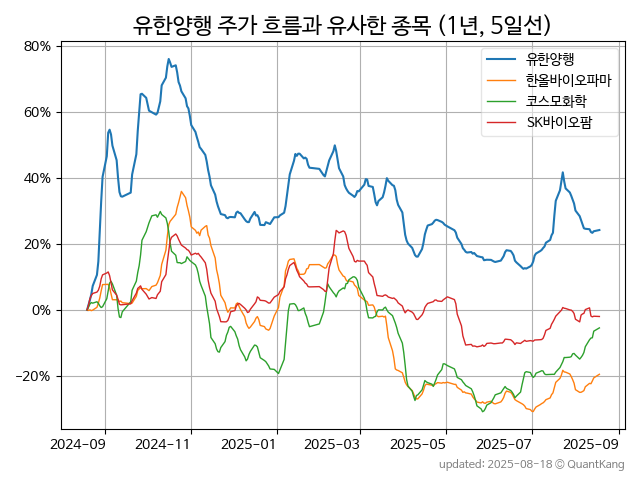 유한양행 주가 흐름과 유사한 종목 (1년, 5일선)
80%
60%
40%
20%
0%
−20%
유한양행
한올바이오파마
코스모화학
SK바이오팜
2024-09 2024-11 2025-01 2025-03 2025-05 2025-07 2025-09
updated: 2025-08-18 © QuantKang